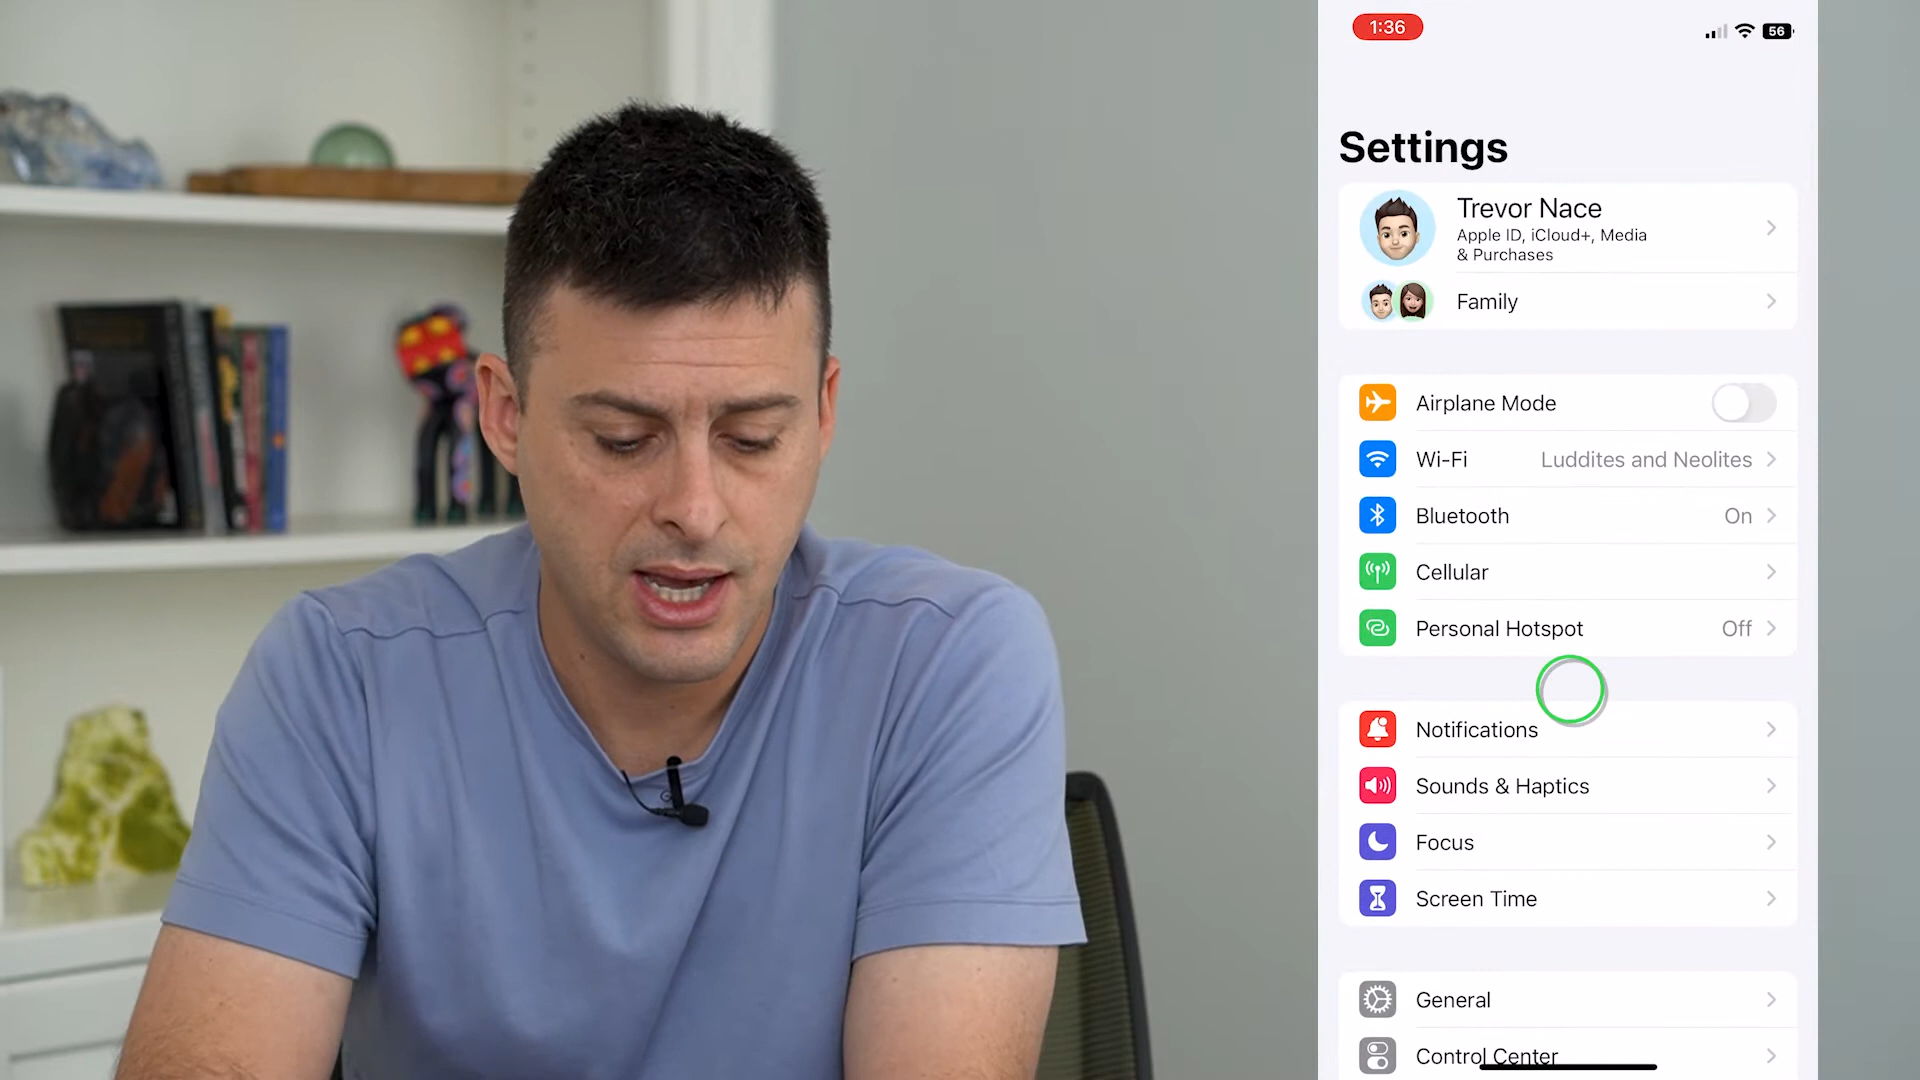 1:36
56
Settings
Trevor Nace
Apple ID, iCloud+, Media
& Purchases
Family
Airplane Mode
Wi-Fi Luddites and Neolites
Bluetooth On
Cellular
Personal Hotspot Off
Notifications
Sounds & Haptics
Focus
Screen Time
General
Control Center